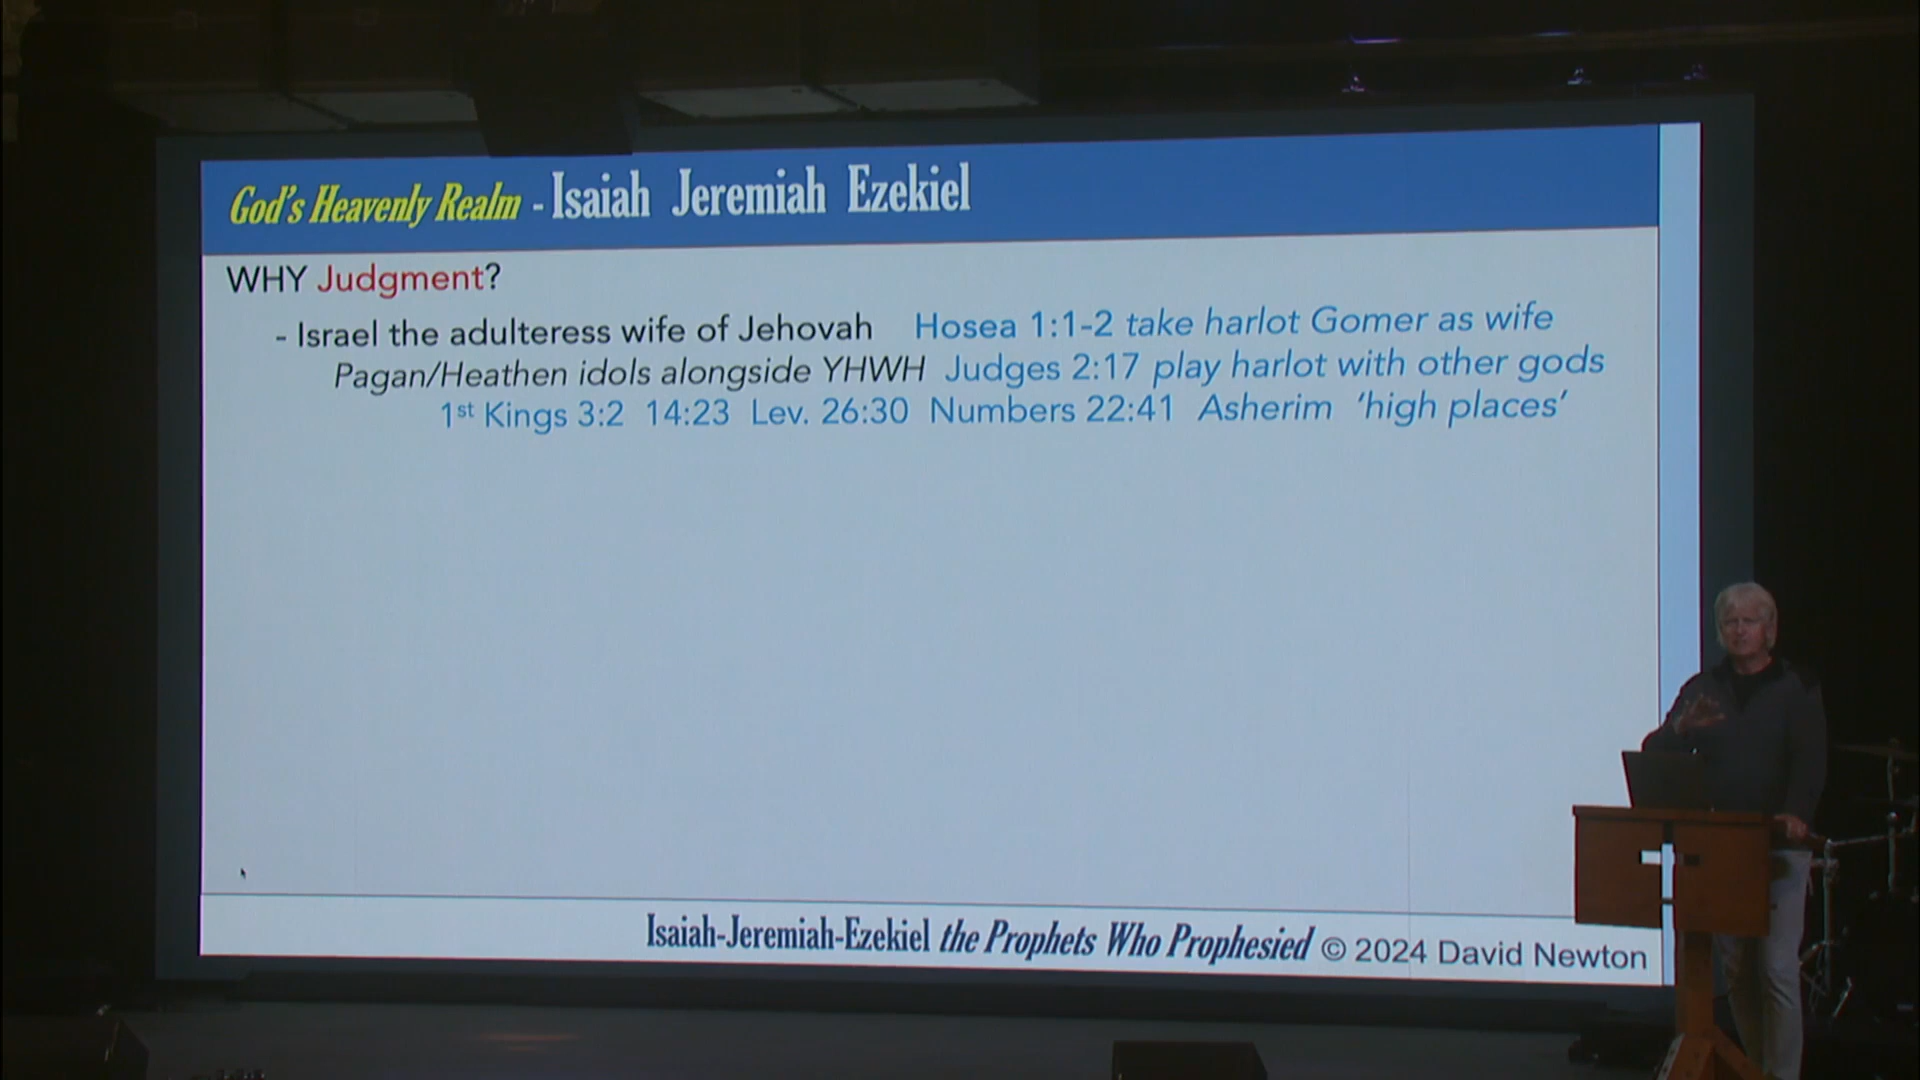 God's Heavenly Realm - Isaiah Jeremiah Ezekiel
WHY Judgment?
- Israel the adulteress wife of Jehovah Hosea 1:1-2 take harlot Gomer as wife
Pagan/Heathen idols alongside YHWH Judges 2:17 play harlot with other gods
1st Kings 3:2 14:23 Lev. 26:30 Numbers 22:41 Asherim 'high places'
Isaiah-Jeremiah-Ezekiel the Prophets Who Prophesied © 2024 David Newton